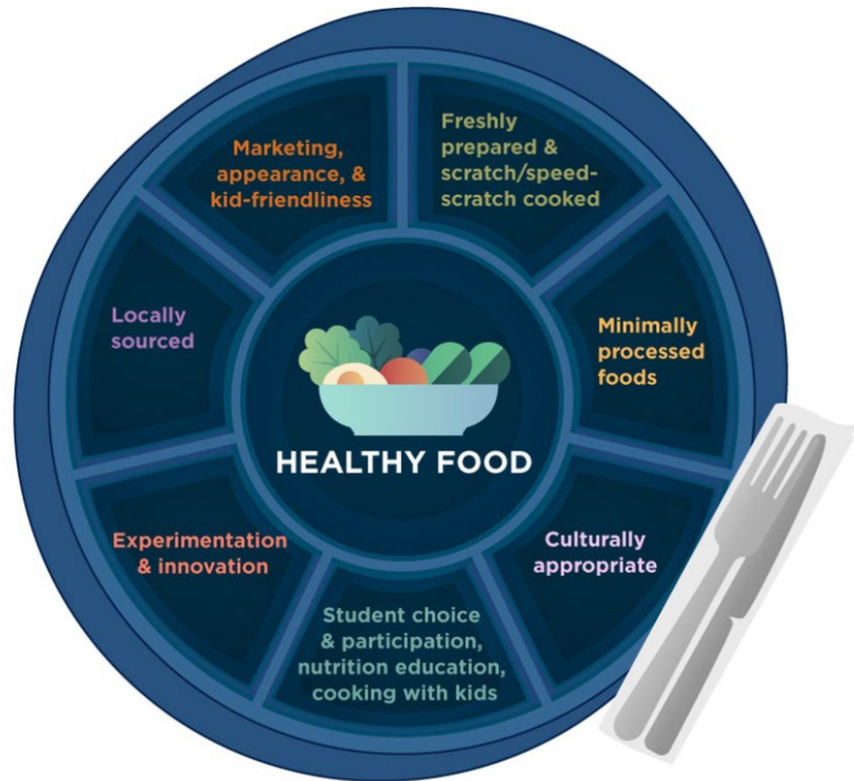 Marketing,
appearance, &
kid-friendliness
Freshly
prepared &
scratch/speed-
scratch cooked
Locally
sourced
Minimally
processed
foods
HEALTHY FOOD
Experimentation
& innovation
Culturally
appropriate
Student choice
& participation,
nutrition education,
cooking with kids